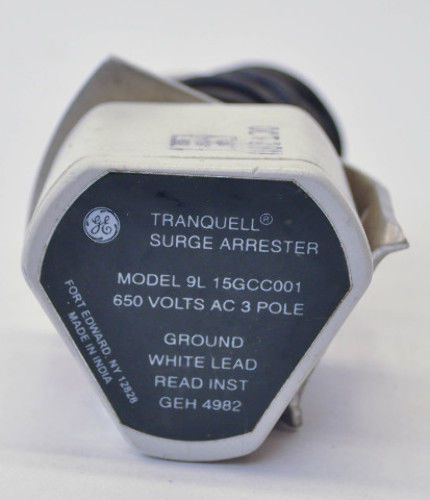 GE
TRANQUELL®
SURGE ARRESTER
MODEL 9L 15GCC001
650 VOLTS AC 3 POLE
GROUND
WHITE LEAD
READ INST
GEH 4982
FORT EDWARD, NY 12828
MADE IN INDIA